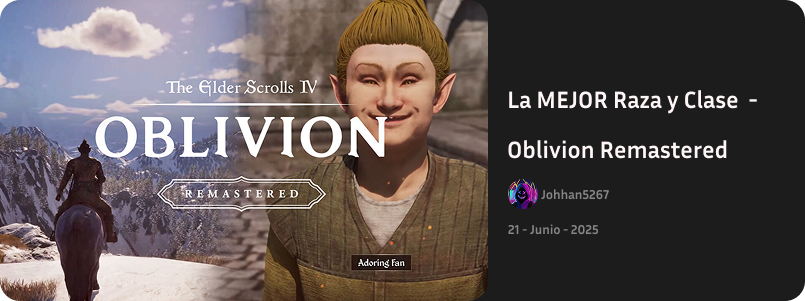 The Elder Scrolls IV
OBLIVION
REMASTERED
Adoring Fan
La MEJOR Raza y Clase -
Oblivion Remastered
Johhan5267
21 - Junio - 2025